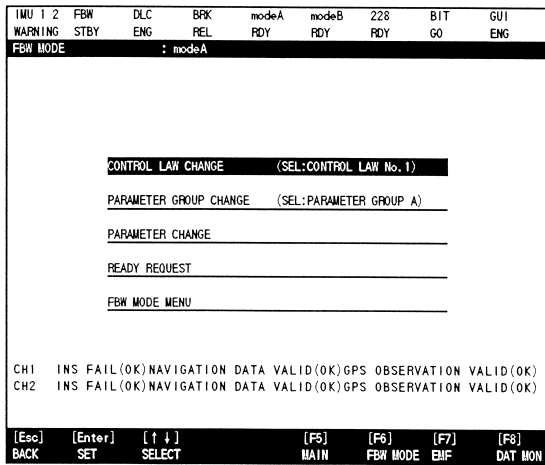 IMU 1 2 FBW DLC BRK modeA modeB 228 BIT GUI
WARNING STBY ENG REL RDY RDY RDY GO ENG
FBW MODE : modeA
CONTROL LAW CHANGE (SEL:CONTROL LAW No.1)
PARAMETER GROUP CHANGE (SEL:PARAMETER GROUP A)
PARAMETER CHANGE
READY REQUEST
FBW MODE MENU
CH1 INS FAIL(OK)NAVIGATION DATA VALID(OK)GPS OBSERVATION VALID(OK)
CH2 INS FAIL(OK)NAVIGATION DATA VALID(OK)GPS OBSERVATION VALID(OK)
[Esc] [Enter] [↑ ↓] [F5] [F6] [F7] [F8]
BACK SET SELECT MAIN FBW MODE EMF DAT MON